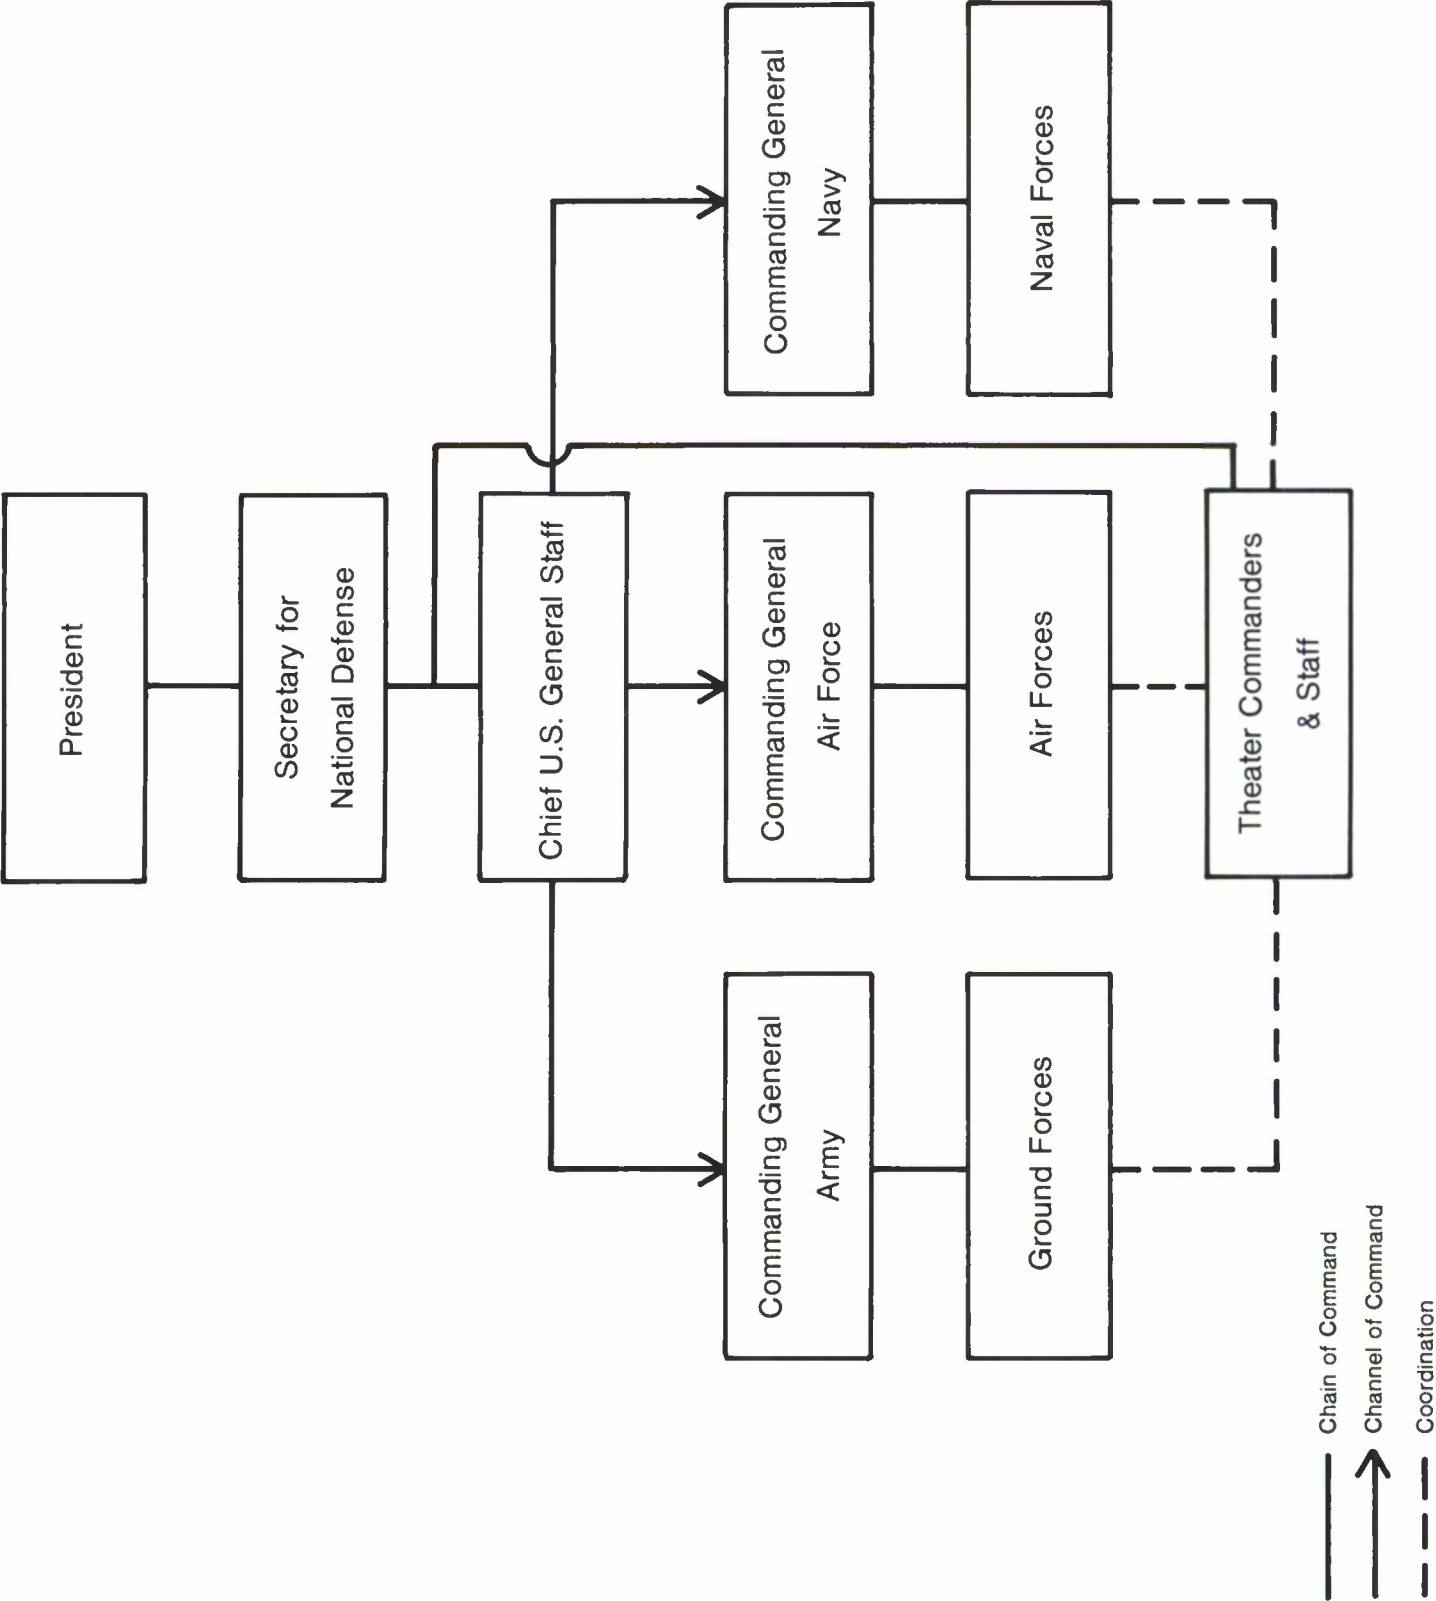 President
Secretary for
National Defense
Chief U.S. General Staff
Commanding General
Army
Commanding General
Air Force
Commanding General
Navy
Ground Forces
Air Forces
Naval Forces
Theater Commanders
& Staff
Chain of Command
Channel of Command
Coordination